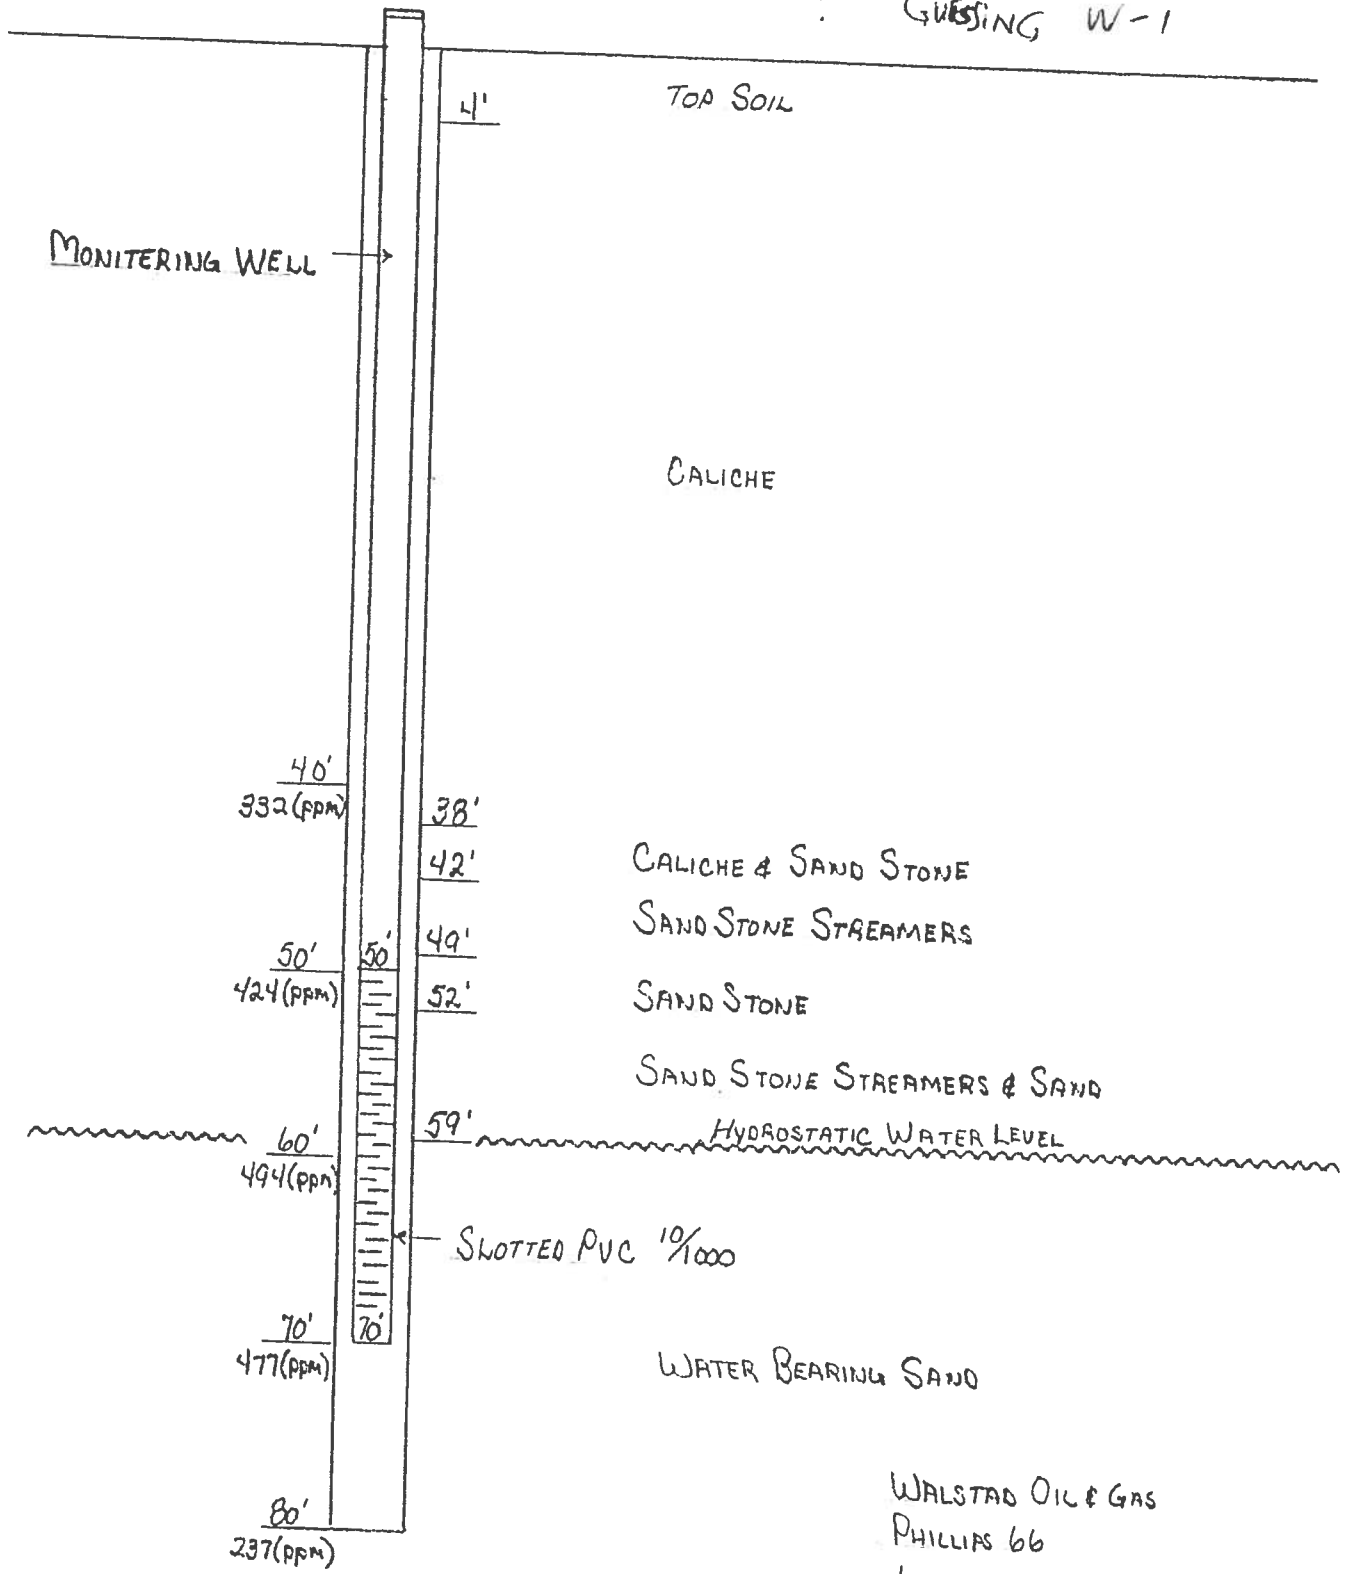 GUESSING W-1
TOP SOIL
4'
MONITERING WELL
CALICHE
40'
332(ppm)
38'
42'
CALICHE & SAND STONE
SAND STONE STREAMERS
49'
50'
50'
424(ppm)
52'
SAND STONE
SAND STONE STREAMERS & SAND
59'
HYDROSTATIC WATER LEVEL
60'
494(ppm)
SLOTTED PVC 10/1000
70'
70'
477(ppm)
WATER BEARING SAND
80'
237(ppm)
WALSTAD OIL & GAS
PHILLIPS 66